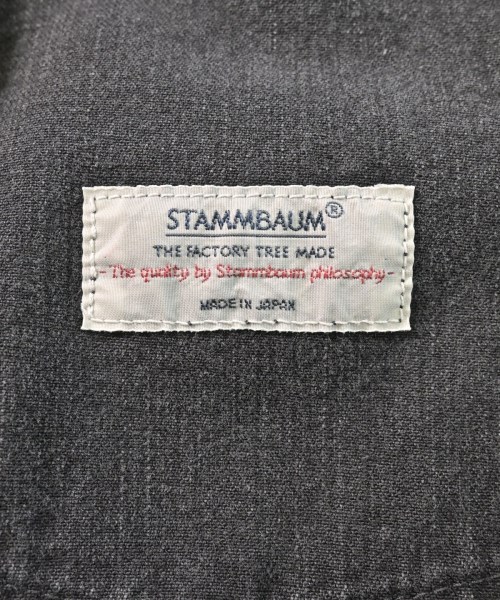 STAMMBAUM®
THE FACTORY TREE MADE
-The quality by Stammbaum philosophy-
MADE IN JAPAN